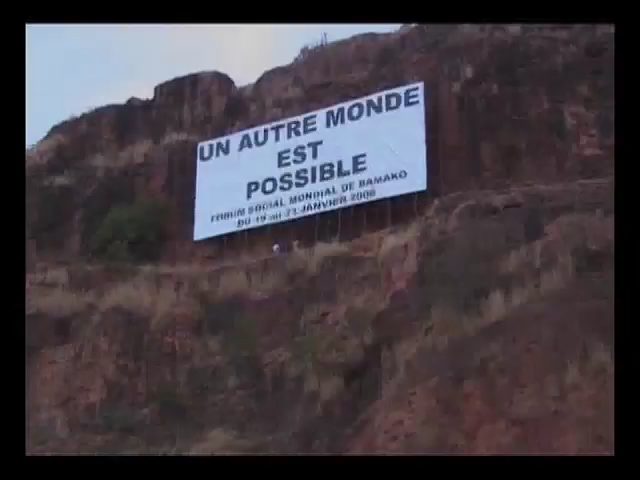 UN AUTRE MONDE
EST
POSSIBLE
FORUM SOCIAL MONDIAL DE BAMAKO
DU 19 au 23 JANVIER 2006